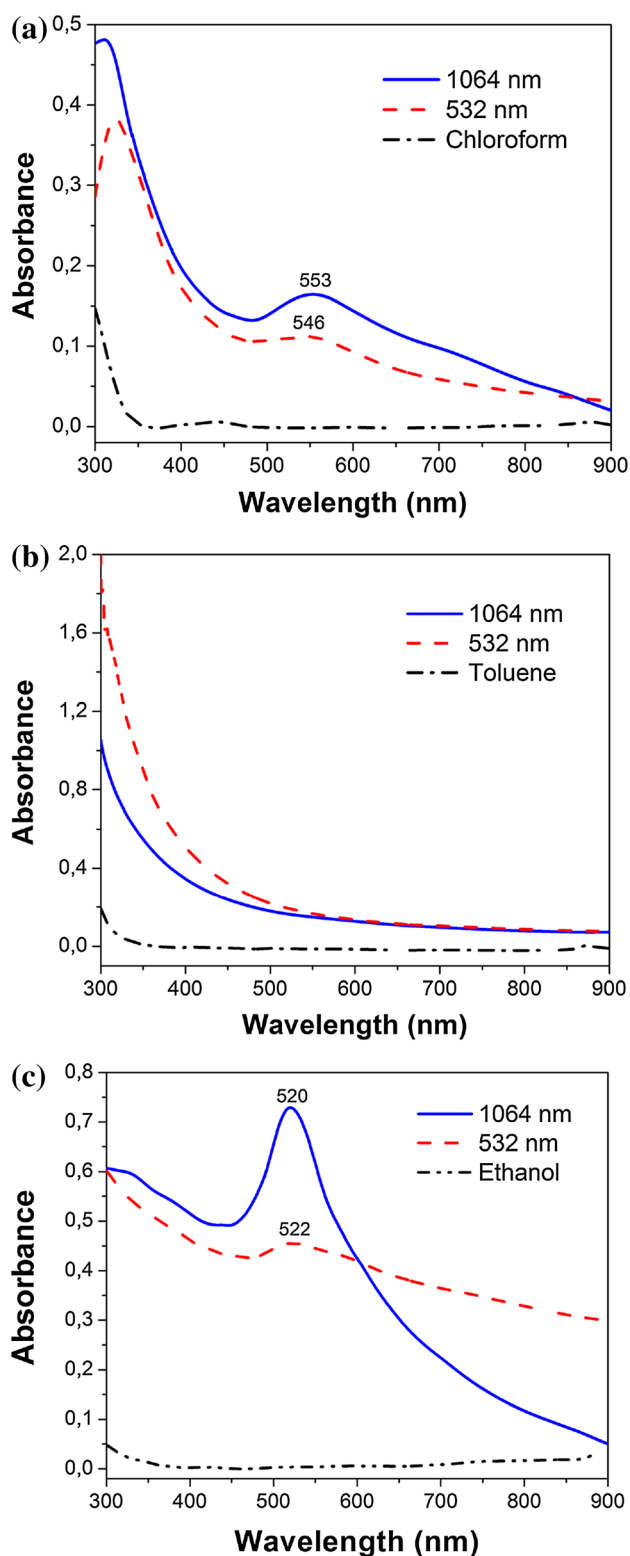 (a)
0,5
0,4
0,3
0,2
0,1
0,0
Absorbance
1064 nm
532 nm
Chloroform
553
546
300 400 500 600 700 800 900
Wavelength (nm)
(b)
2,0
1,6
1,2
0,8
0,4
0,0
Absorbance
1064 nm
532 nm
Toluene
300 400 500 600 700 800 900
Wavelength (nm)
(c)
0,8
0,7
0,6
0,5
0,4
0,3
0,2
0,1
0,0
Absorbance
520
1064 nm
532 nm
Ethanol
522
300 400 500 600 700 800 900
Wavelength (nm)